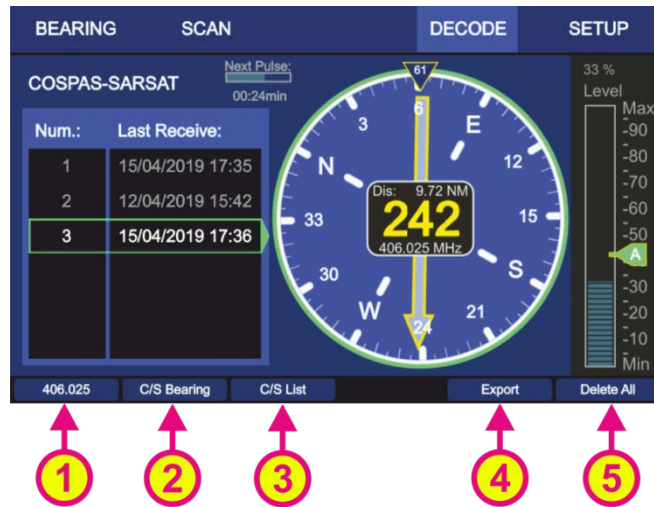 BEARING SCAN DECODE SETUP
COSPAS-SARSAT
Next Pulse:
00:24min
Num.: Last Receive:
1 15/04/2019 17:35
2 12/04/2019 15:42
3 15/04/2019 17:36
61
6
3
E
N
12
33
15
30
S
W
21
24
Dis: 9.72 NM
242
406.025 MHz
33 %
Level
Max
-90
-80
-70
-60
-50
A
-30
-20
-10
Min
406.025 C/S Bearing C/S List Export Delete All
1 2 3 4 5